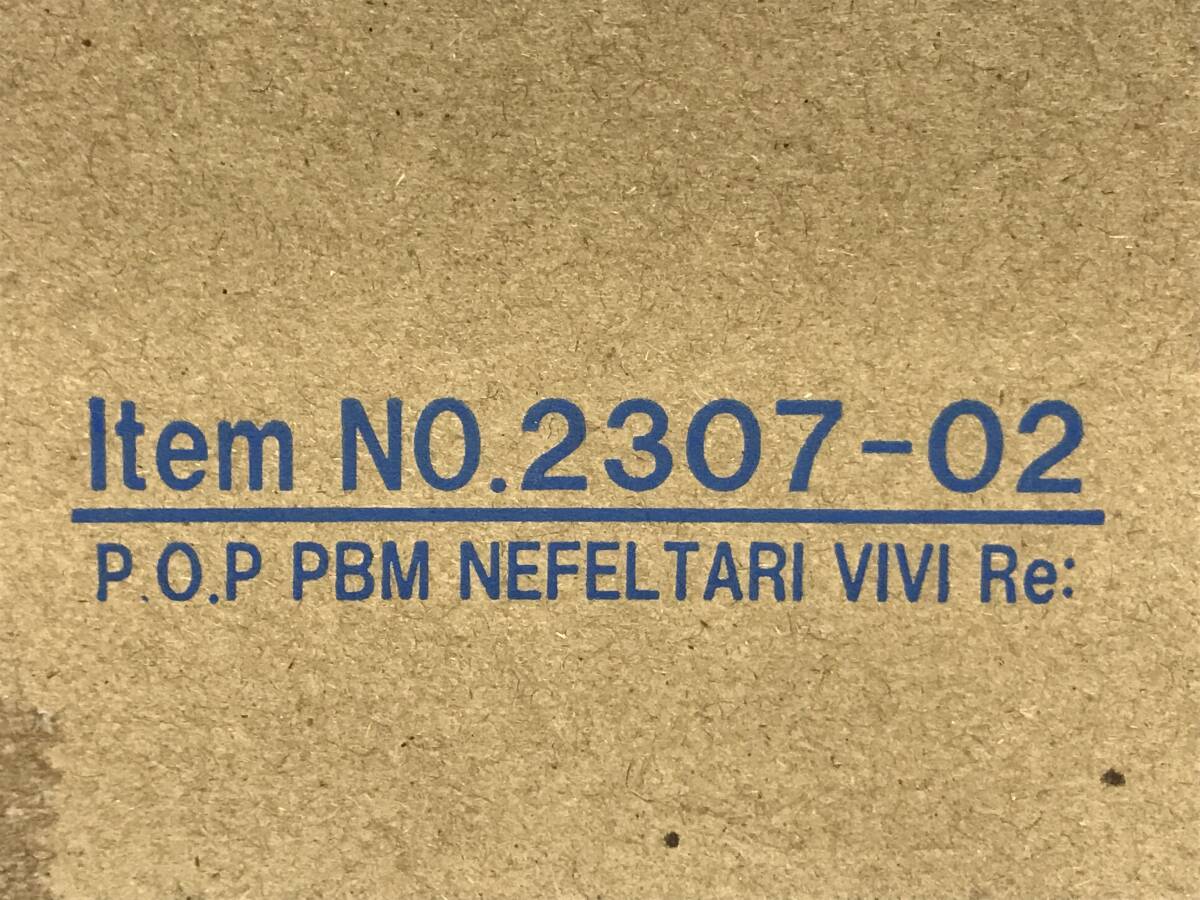 Item NO.2307-02
P.O.P PBM NEFELTARI VIVI Re: